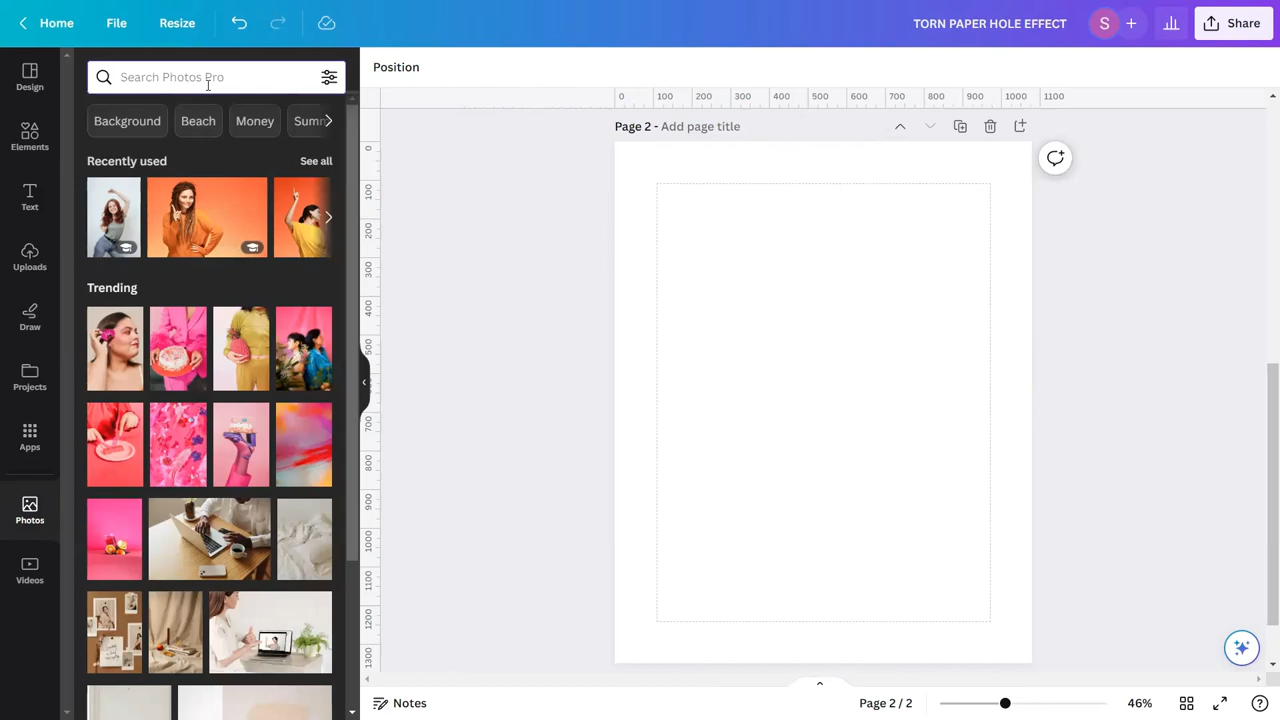 Home
File
Resize
TORN PAPER HOLE EFFECT
S
Share
Design
Elements
Text
Uploads
Draw
Projects
Apps
Photos
Videos
Search Photos Pro
Background
Beach
Money
Summ
Recently used
See all
Trending
Position
0 100 200 300 400 500 600 700 800 900 1000 1100
0
100
200
300
400
500
600
700
800
900
1000
1100
1200
1300
Page 2 - Add page title
Notes
Page 2 / 2
46%